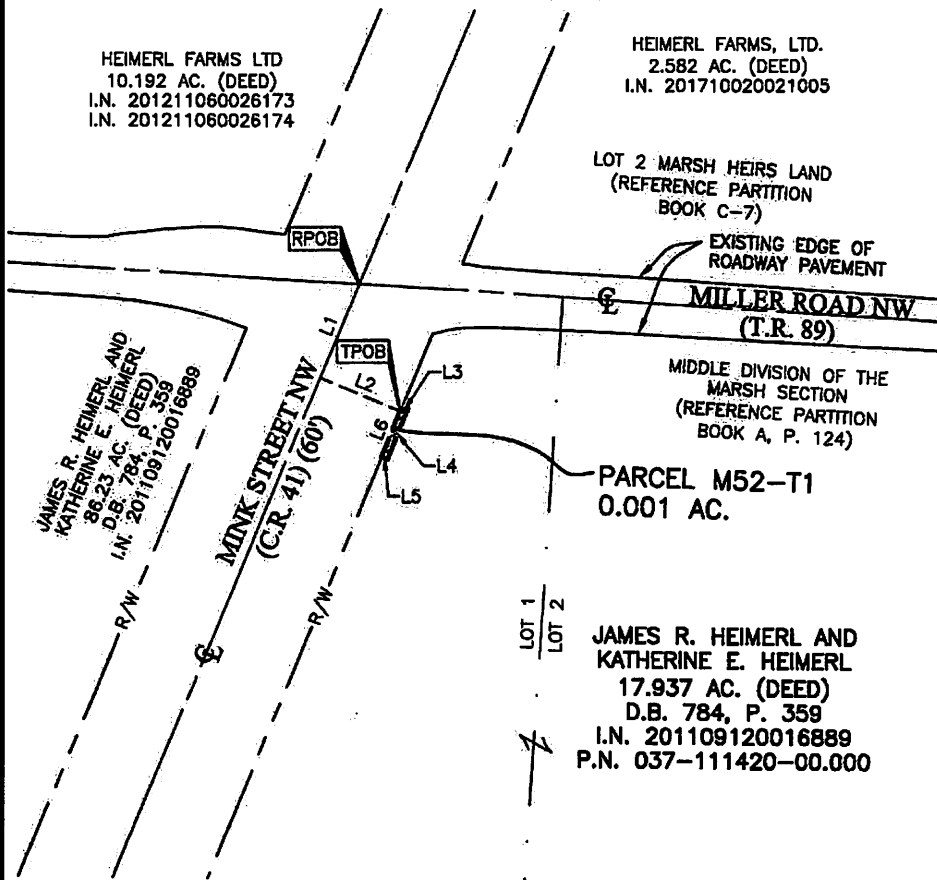 HEIMERL FARMS LTD
10.192 AC. (DEED)
I.N. 201211060026173
I.N. 201211060026174
HEIMERL FARMS, LTD.
2.582 AC. (DEED)
I.N. 201710020021005
LOT 2 MARSH HEIRS LAND
(REFERENCE PARTITION
BOOK C-7)
RPOB
EXISTING EDGE OF
ROADWAY PAVEMENT
℄ MILLER ROAD NW
(T.R. 89)
L1
TPOB
L2
L3
L6
L4
L5
MIDDLE DIVISION OF THE
MARSH SECTION
(REFERENCE PARTITION
BOOK A, P. 124)
JAMES R. HEIMERL AND
KATHERINE E. HEIMERL
86.23 AC. (DEED)
D.B. 784, P. 359
I.N. 201109120016889
MINK STREET NW
(C.R. 41) (60')
PARCEL M52-T1
0.001 AC.
R/W
R/W
℄
LOT 1
LOT 2
JAMES R. HEIMERL AND
KATHERINE E. HEIMERL
17.937 AC. (DEED)
D.B. 784, P. 359
I.N. 201109120016889
P.N. 037-111420-00.000
Z